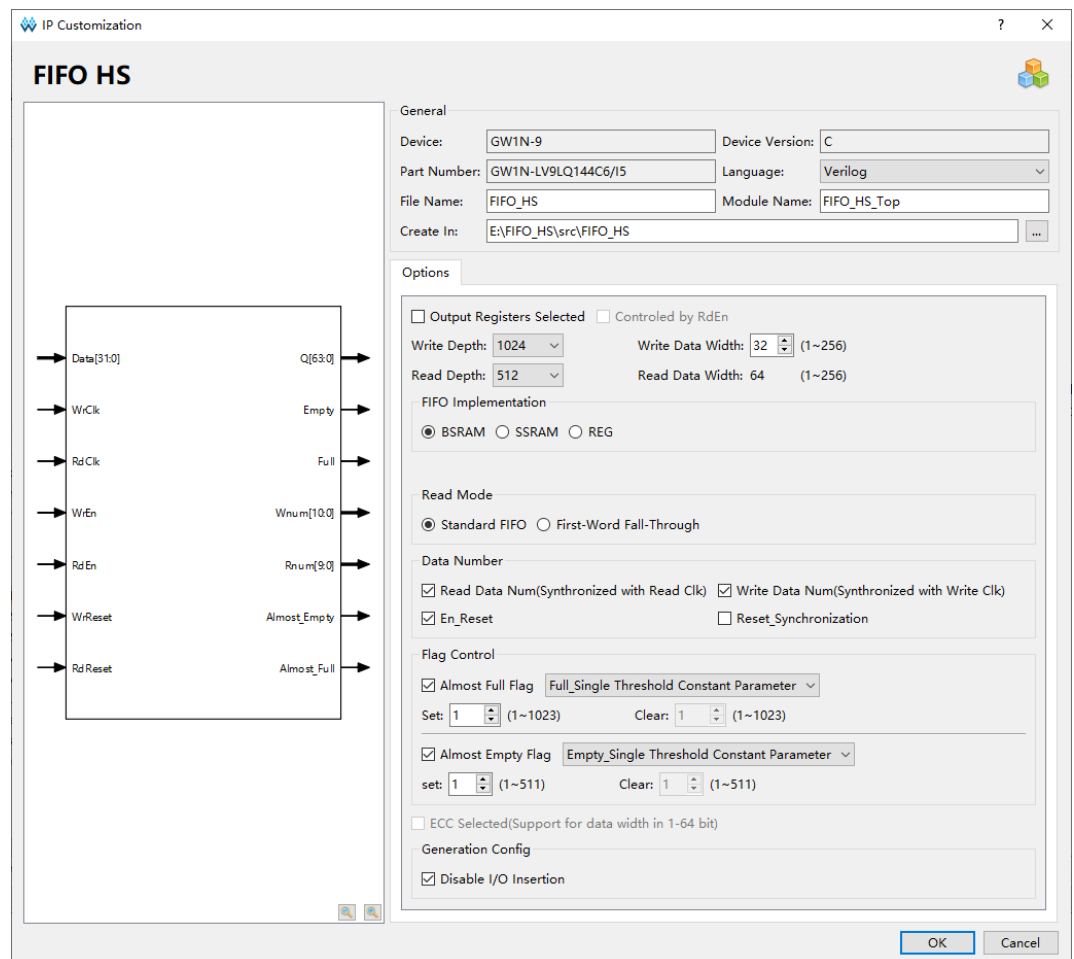 IP Customization
?
FIFO HS
General
Device: GW1N-9 Device Version: C
Part Number: GW1N-LV9LQ144C6/I5 Language: Verilog
File Name: FIFO_HS Module Name: FIFO_HS_Top
Create In: E:\FIFO_HS\src\FIFO_HS ...
Options
Data[31:0] Q[63:0]
WrClk Empty
RdClk Full
WrEn Wnum[10:0]
RdEn Rnum[9:0]
WrReset Almost_Empty
RdReset Almost_Full
Output Registers Selected Controled by RdEn
Write Depth: 1024 Write Data Width: 32 (1~256)
Read Depth: 512 Read Data Width: 64 (1~256)
FIFO Implementation
BSRAM SSRAM REG
Read Mode
Standard FIFO First-Word Fall-Through
Data Number
Read Data Num(Synthronized with Read Clk) Write Data Num(Synthronized with Write Clk)
En_Reset Reset_Synchronization
Flag Control
Almost Full Flag Full_Single Threshold Constant Parameter
Set: 1 (1~1023) Clear: 1 (1~1023)
Almost Empty Flag Empty_Single Threshold Constant Parameter
set: 1 (1~511) Clear: 1 (1~511)
ECC Selected(Support for data width in 1-64 bit)
Generation Config
Disable I/O Insertion
OK Cancel